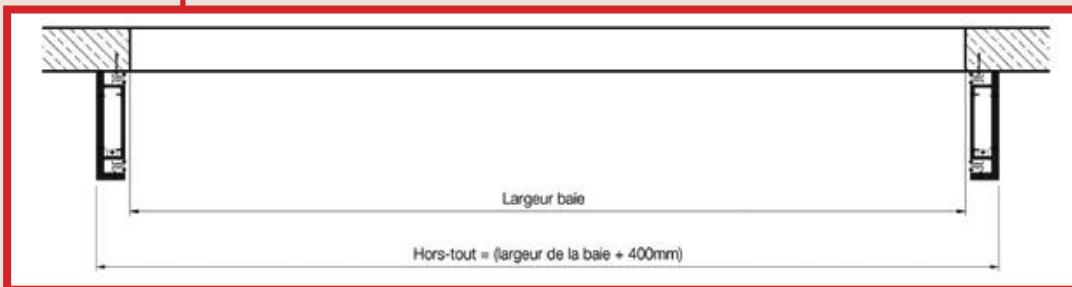 Largeur baie
Hors-tout = (largeur de la baie + 400mm)